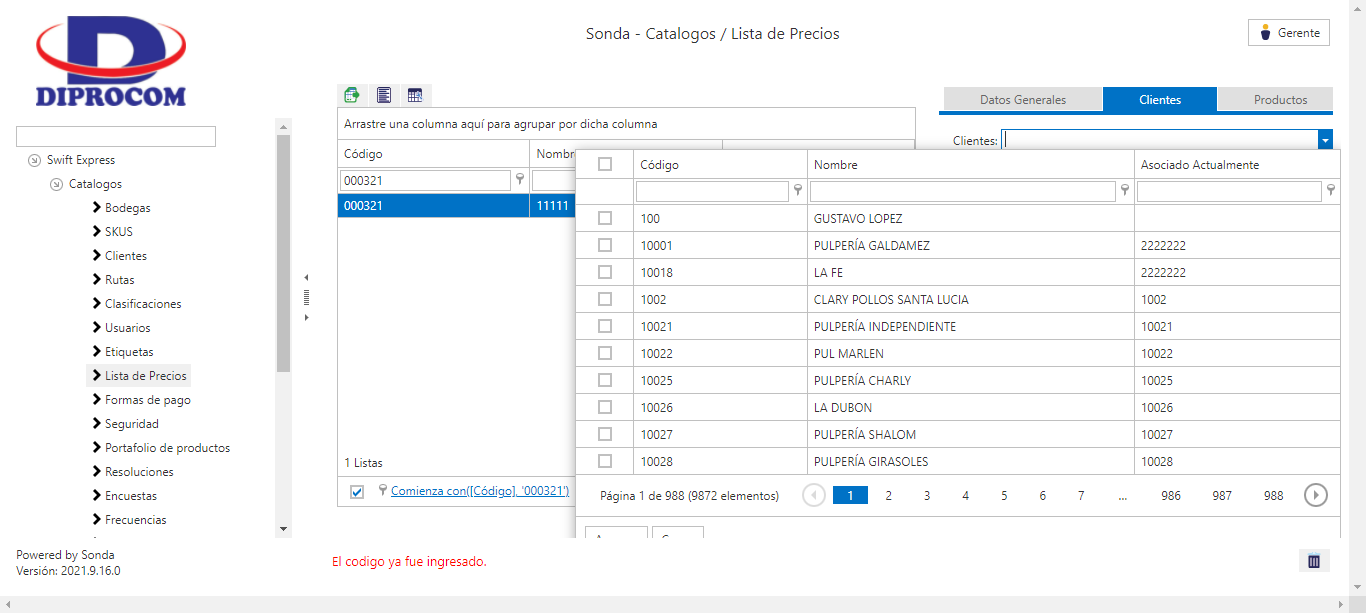 DIPROCOM
Sonda - Catalogos / Lista de Precios
Gerente
Swift Express
Catalogos
Bodegas
SKUS
Clientes
Rutas
Clasificaciones
Usuarios
Etiquetas
Lista de Precios
Formas de pago
Seguridad
Portafolio de productos
Resoluciones
Encuestas
Frecuencias
Arrastre una columna aquí para agrupar por dicha columna
Código
000321
000321 11111
1 Listas
Comienza con([Código], '000321')
Datos Generales Clientes Productos
Clientes:
Código Nombre Asociado Actualmente
100 GUSTAVO LOPEZ
10001 PULPERÍA GALDAMEZ 2222222
10018 LA FE 2222222
1002 CLARY POLLOS SANTA LUCIA 1002
10021 PULPERÍA INDEPENDIENTE 10021
10022 PUL MARLEN 10022
10025 PULPERÍA CHARLY 10025
10026 LA DUBON 10026
10027 PULPERÍA SHALOM 10027
10028 PULPERÍA GIRASOLES 10028
Página 1 de 988 (9872 elementos) 1 2 3 4 5 6 7 ... 986 987 988
Powered by Sonda
Versión: 2021.9.16.0
El codigo ya fue ingresado.